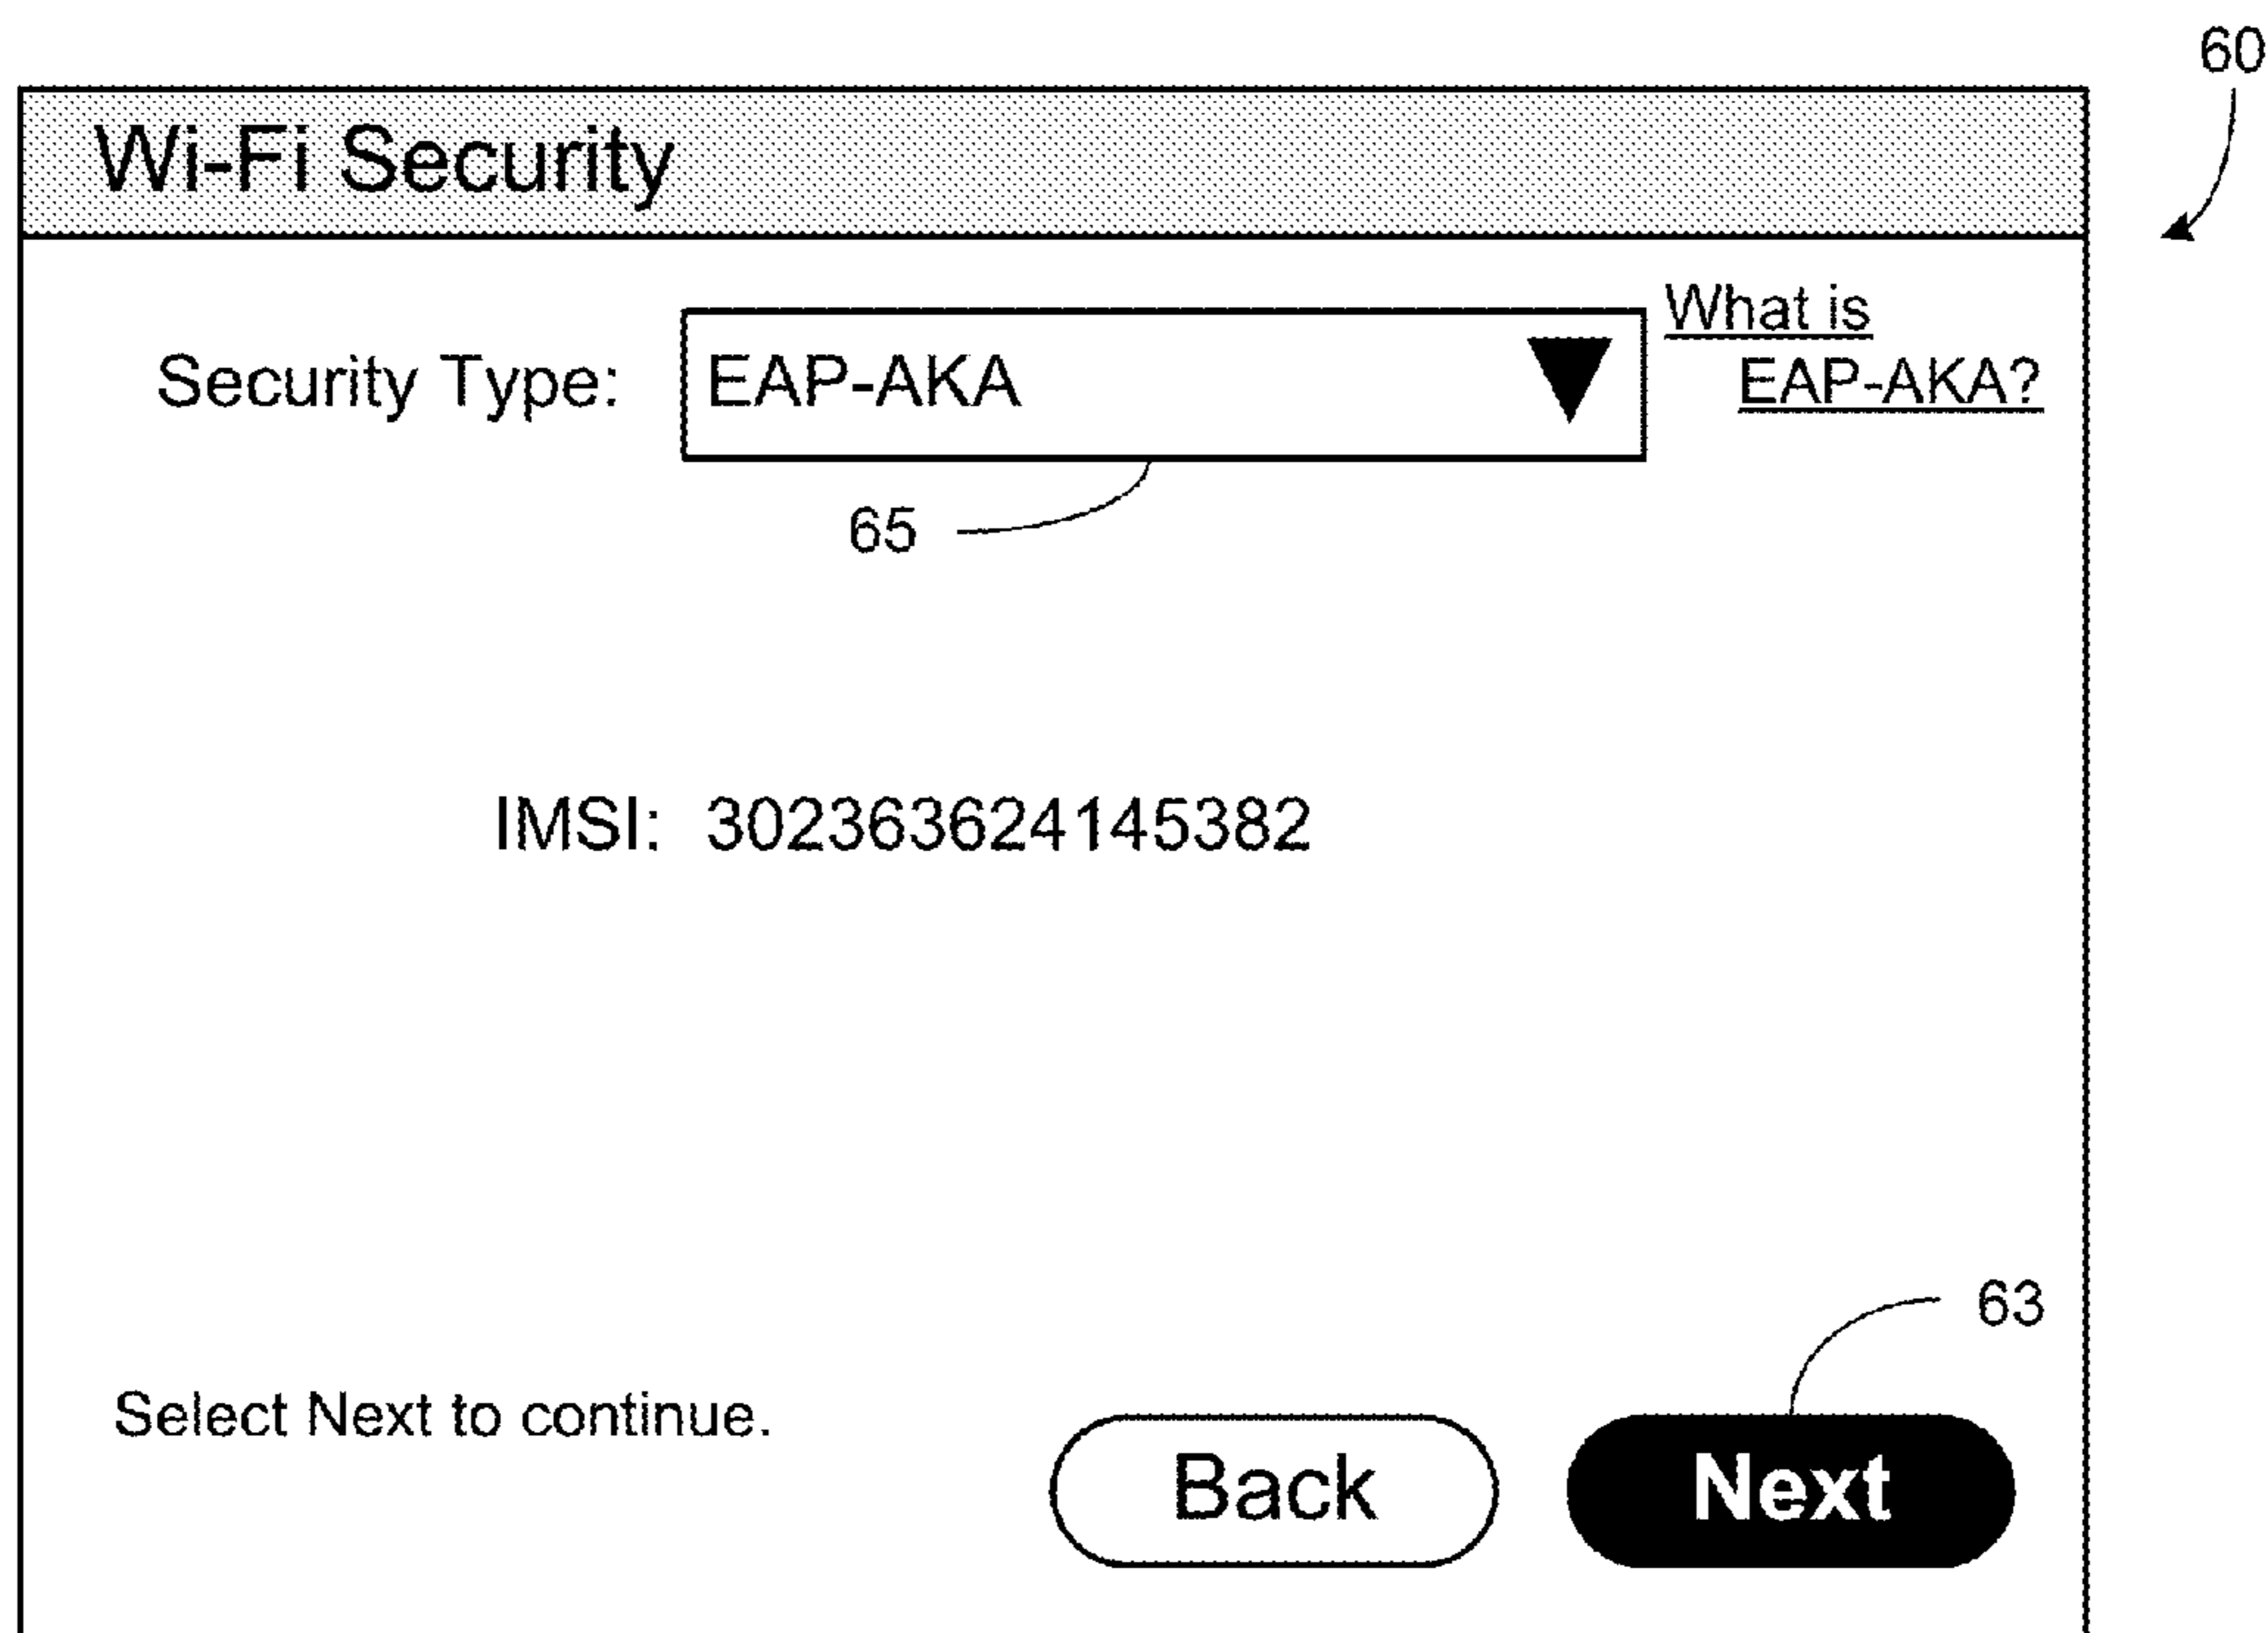 60
Wi-Fi Security
What is
Security Type: EAP-AKA EAP-AKA?
65
IMSI: 302363624145382
63
Select Next to continue.
Back Next